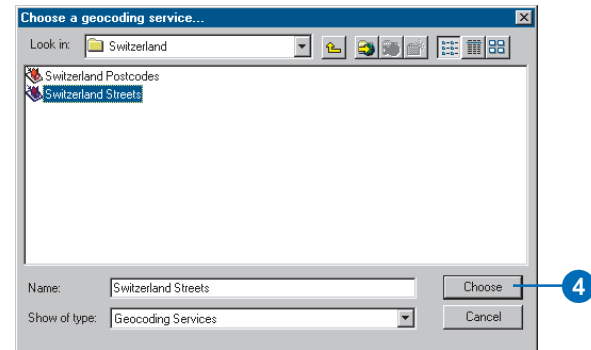 Choose a geocoding service...
Look in: Switzerland
Switzerland Postcodes
Switzerland Streets
Name: Switzerland Streets Choose 4
Show of type: Geocoding Services Cancel